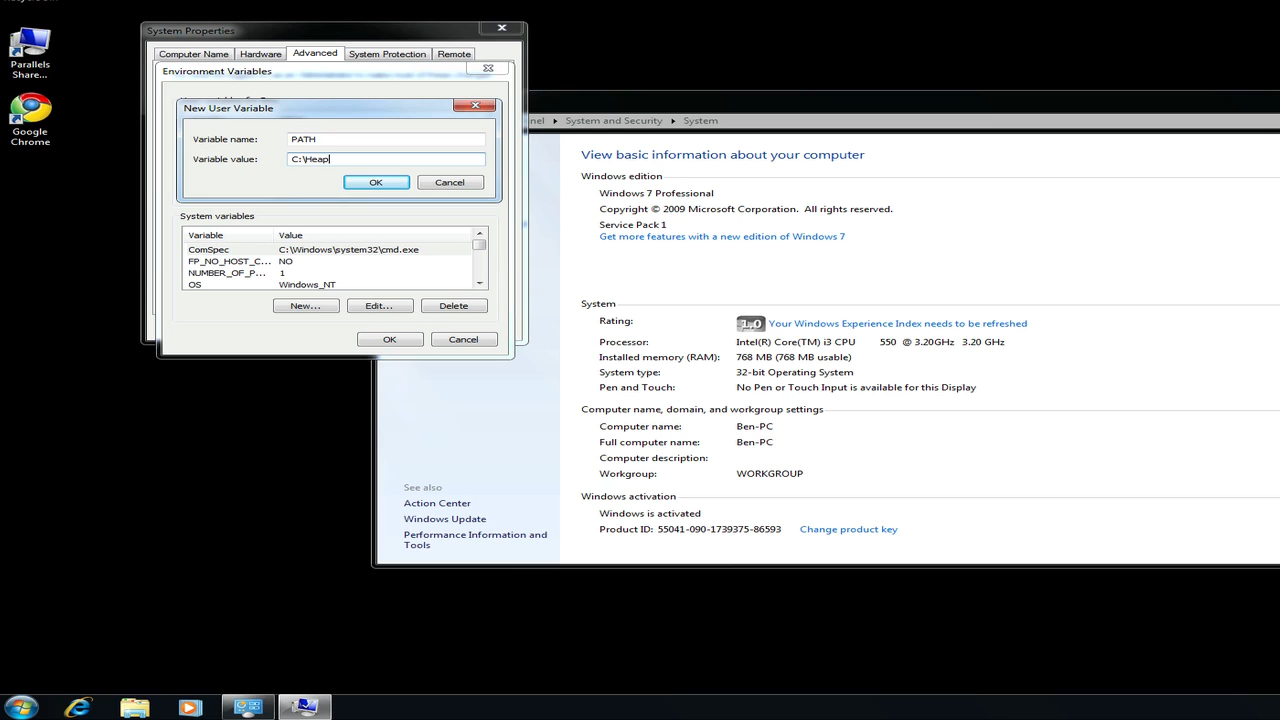 Parallels
Share...
Google
Chrome
System Properties
Computer Name
Hardware
Advanced
System Protection
Remote
Environment Variables
New User Variable
Variable name:
PATH
Variable value:
C:\Heap
OK
Cancel
System variables
Variable
Value
ComSpec
C:\Windows\system32\cmd.exe
FP_NO_HOST_C...
NO
NUMBER_OF_P...
1
OS
Windows_NT
New...
Edit...
Delete
OK
Cancel
System and Security
System
View basic information about your computer
Windows edition
Windows 7 Professional
Copyright © 2009 Microsoft Corporation. All rights reserved.
Service Pack 1
Get more features with a new edition of Windows 7
System
Rating:
1.0
Your Windows Experience Index needs to be refreshed
Processor:
Intel(R) Core(TM) i3 CPU 550 @ 3.20GHz 3.20 GHz
Installed memory (RAM):
768 MB (768 MB usable)
System type:
32-bit Operating System
Pen and Touch:
No Pen or Touch Input is available for this Display
Computer name, domain, and workgroup settings
Computer name:
Ben-PC
Full computer name:
Ben-PC
Computer description:
Workgroup:
WORKGROUP
Windows activation
Windows is activated
Product ID: 55041-090-1739375-86593
Change product key
See also
Action Center
Windows Update
Performance Information and
Tools